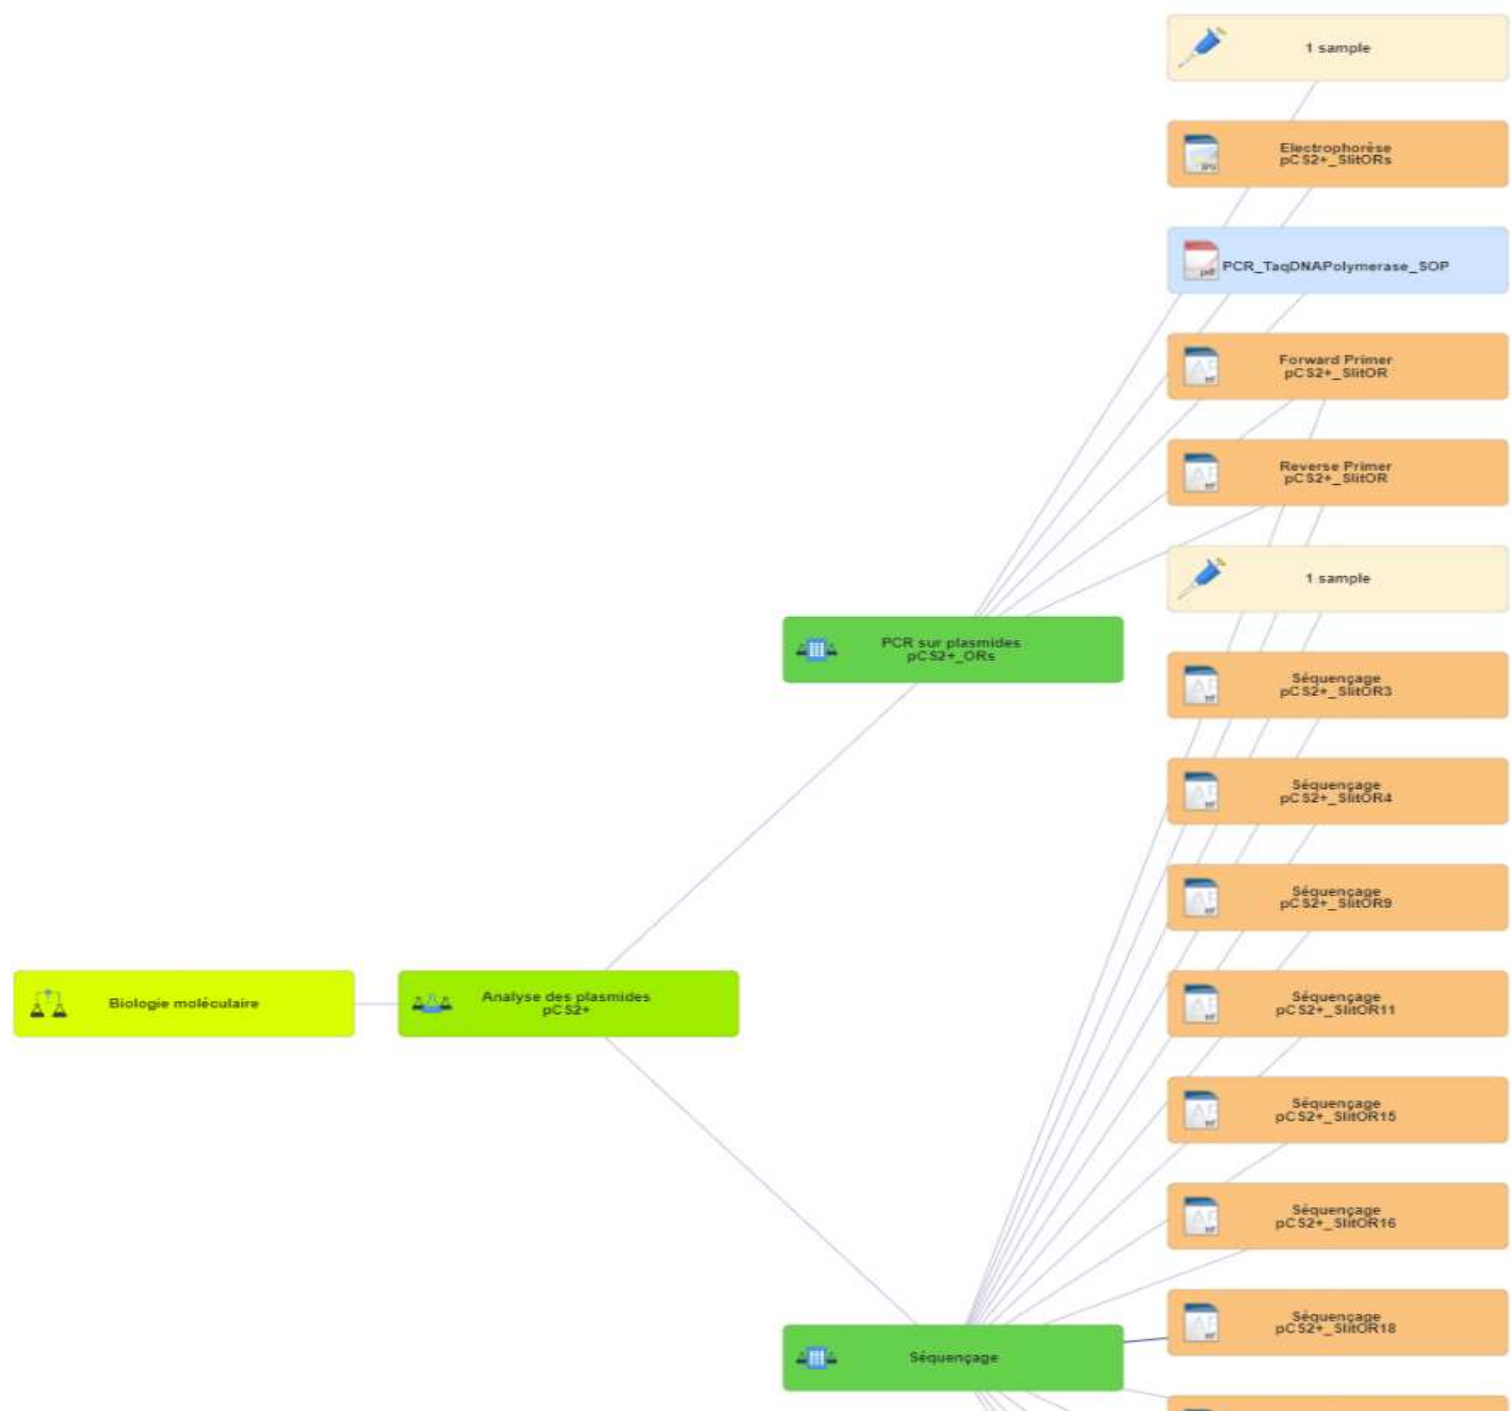 1 sample
Electrophorèse
pCS2+_SlitORs
PCR_TaqDNAPolymerase_SOP
Forward Primer
pCS2+_SlitOR
Reverse Primer
pCS2+_SlitOR
1 sample
PCR sur plasmides
pCS2+_ORs
Séquençage
pCS2+_SlitOR3
Séquençage
pCS2+_SlitOR4
Séquençage
pCS2+_SlitOR9
Biologie moléculaire
Analyse des plasmides
pCS2+
Séquençage
pCS2+_SlitOR11
Séquençage
pCS2+_SlitOR15
Séquençage
pCS2+_SlitOR16
Séquençage
pCS2+_SlitOR18
Séquençage